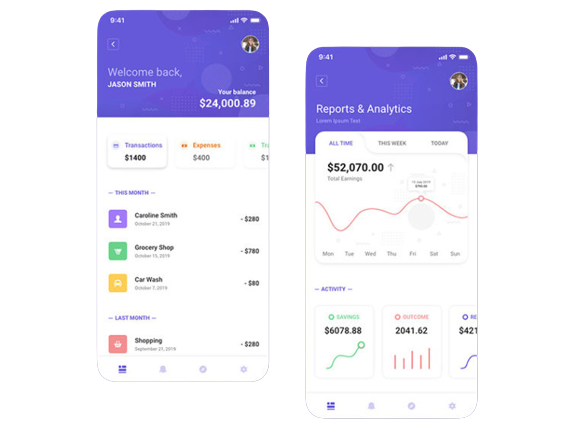 9:41
Welcome back,
JASON SMITH
Your balance
$24,000.89
Transactions
$1400
Expenses
$400
Tr
$1
— THIS MONTH —
Caroline Smith
October 21, 2019
- $280
Grocery Shop
October 15, 2019
- $780
Car Wash
October 7, 2019
- $80
— LAST MONTH —
Shopping
September 21, 2019
- $280
9:41
Reports & Analytics
Lorem Ipsum Text
ALL TIME THIS WEEK TODAY
$52,070.00
Total Earnings
Mon Tue Wed Thu Fri Sat Sun
— ACTIVITY —
SAVINGS
$6078.88
OUTCOME
2041.62
RE
$421